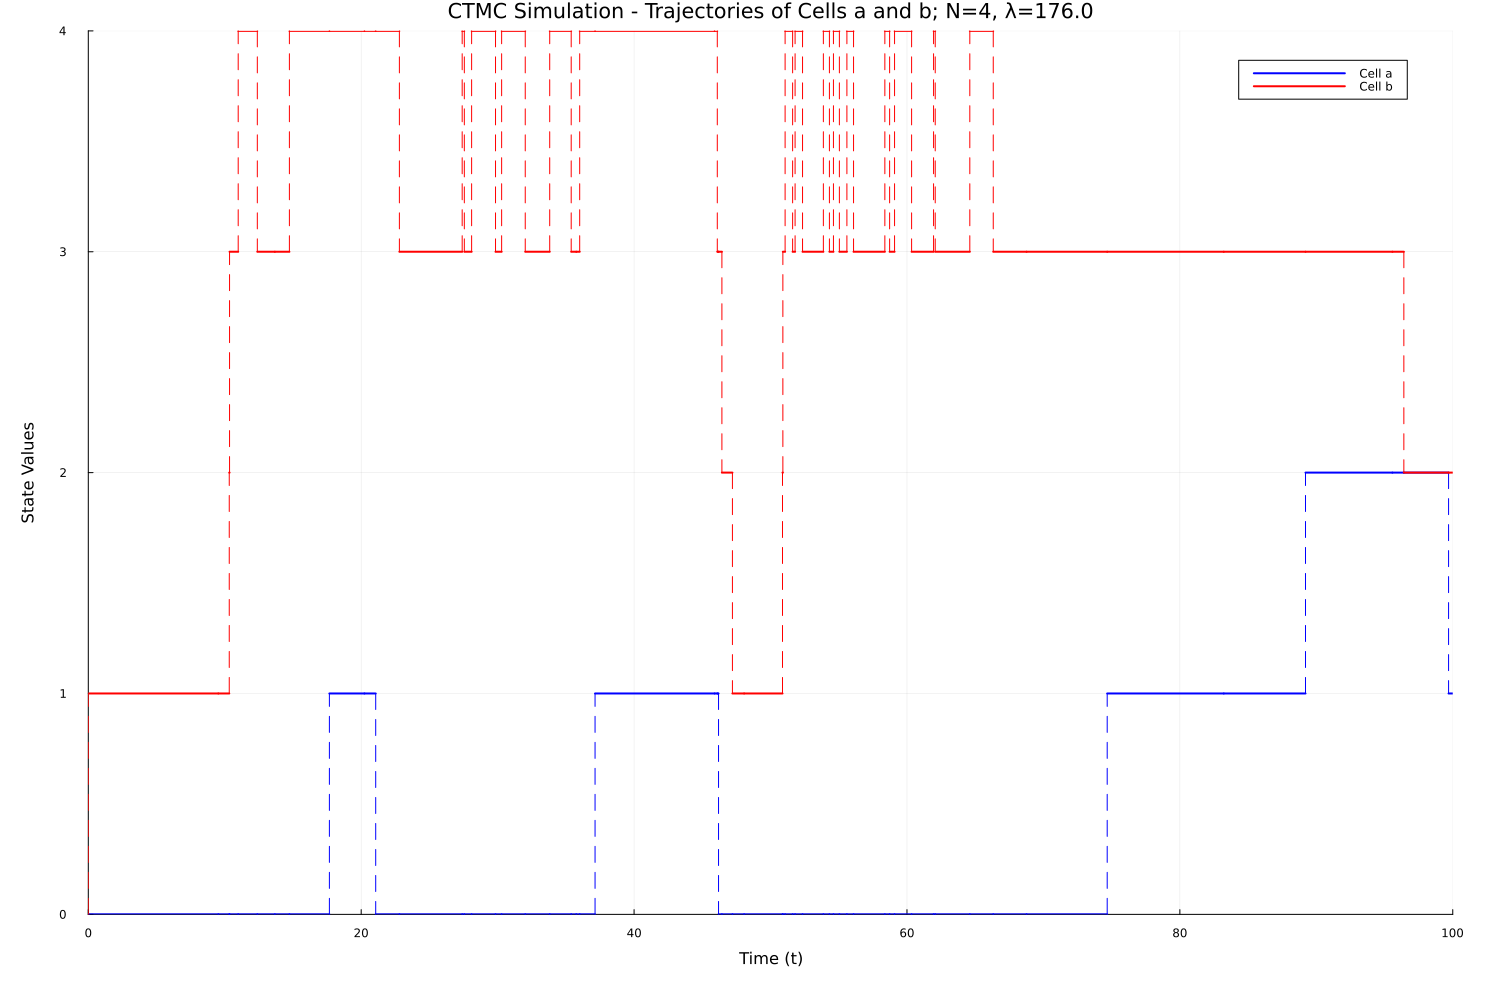 CTMC Simulation - Trajectories of Cells a and b; N=4, λ=176.0
4
Cell a
Cell b
3
State Values
2
1
0
0 20 40 60 80 100
Time (t)